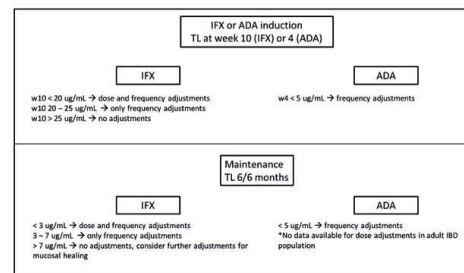 IFX or ADA induction
TL at week 10 (IFX) or 4 (ADA)
IFX
w10 < 20 ug/mL → dose and frequency adjustments
w10 20 – 25 ug/mL → only frequency adjustments
w10 > 25 ug/mL → no adjustments
ADA
w4 < 5 ug/mL → frequency adjustments
Maintenance
TL 6/6 months
IFX
< 3 ug/mL → dose and frequency adjustments
3 – 7 ug/mL → only frequency adjustments
> 7 ug/mL → no adjustments, consider further adjustments for
mucosal healing
ADA
< 5 ug/mL → frequency adjustments
*No data available for dose adjustments in adult IBD
population